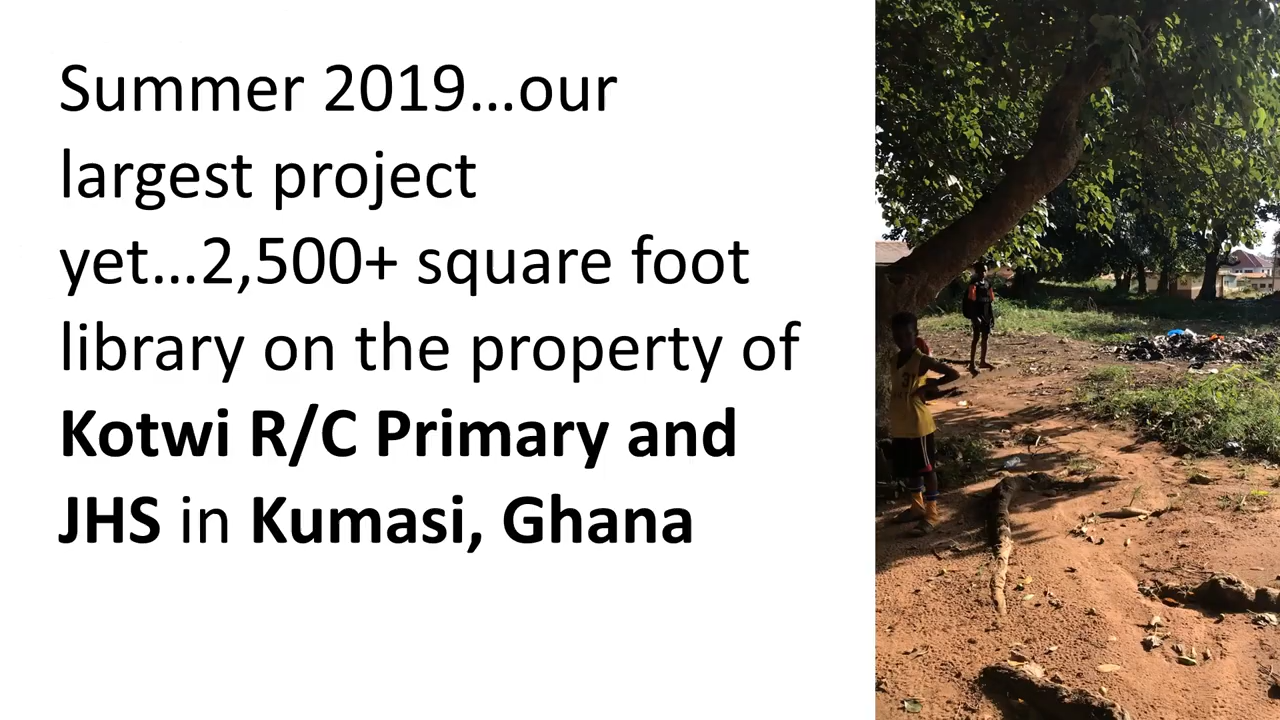 Summer 2019...our
largest project
yet...2,500+ square foot
library on the property of
Kotwi R/C Primary and
JHS in Kumasi, Ghana